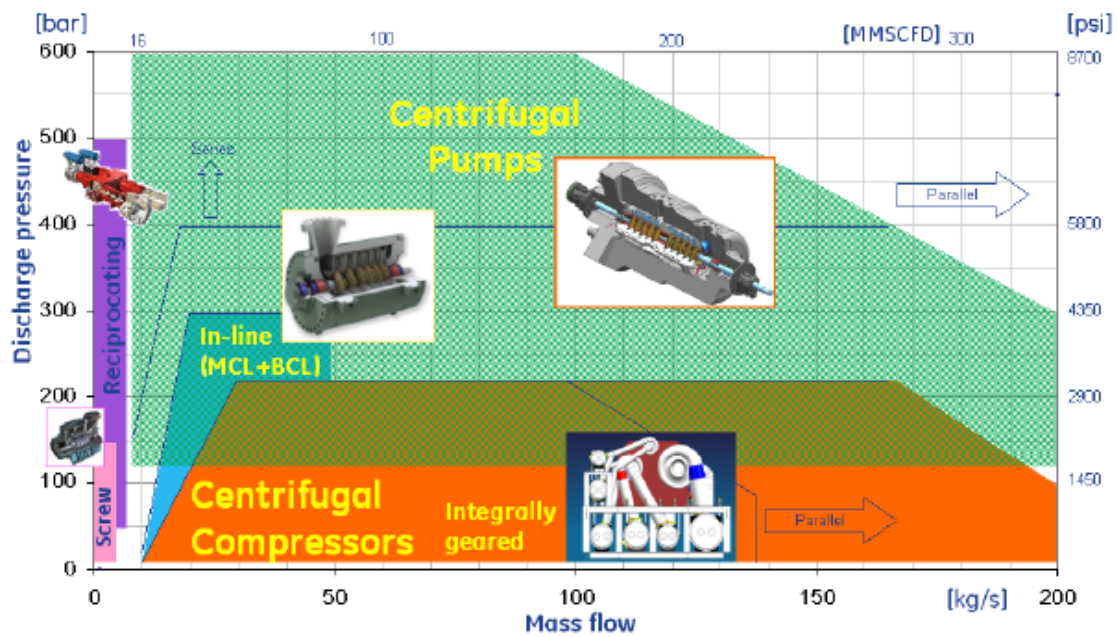 [bar]
16
100
200
[MMSCFD]
300
[psi]
600
8700
Centrifugal
Pumps
500
Series
Parallel
400
5800
Discharge pressure
Reciprocating
300
4350
In-line
(MCL+BCL)
200
2900
100
1450
Screw
Centrifugal
Compressors
Integrally
geared
Parallel
0
0
50
100
150
[kg/s]
200
Mass flow